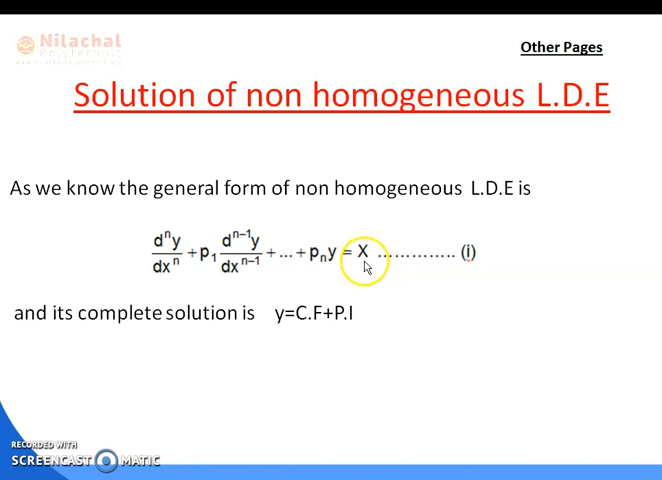 Nilachal
Polytechnic
Other Pages
Solution of non homogeneous L.D.E
As we know the general form of non homogeneous L.D.E is
dⁿy/dxⁿ + p₁ dⁿ⁻¹y/dxⁿ⁻¹ + ... + pₙy = X ………….. (i)
and its complete solution is y=C.F+P.I
RECORDED WITH
SCREENCAST MATIC